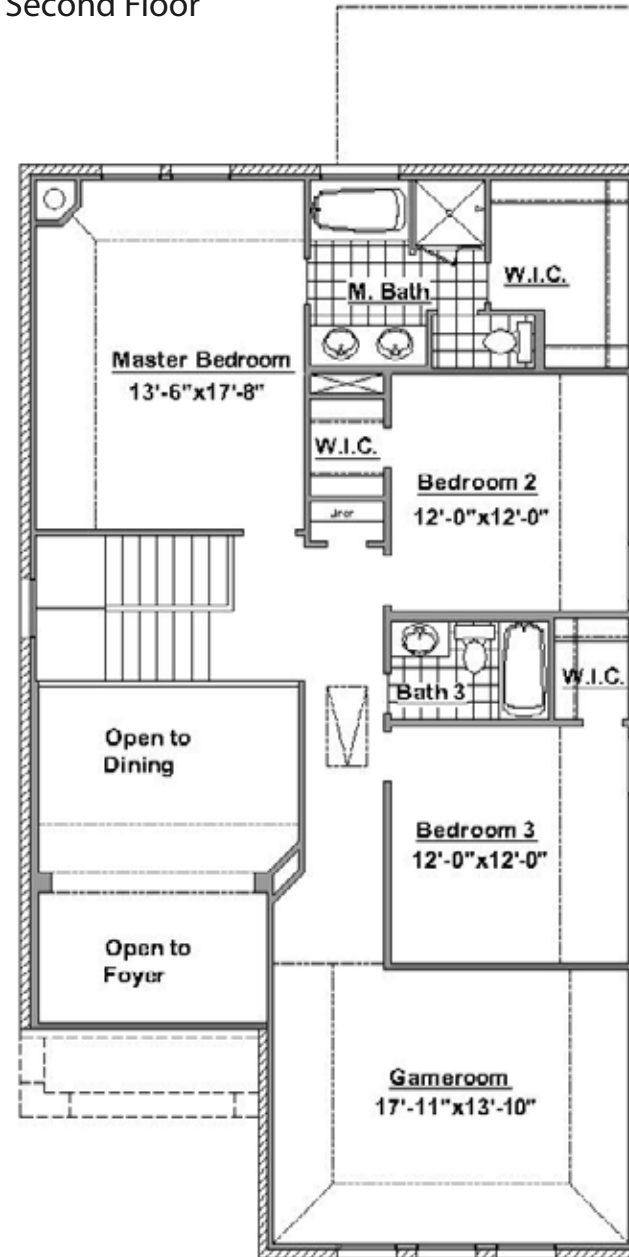 Second Floor
W.I.C.
M. Bath
Master Bedroom
13'-6"x17'-8"
W.I.C.
Bedroom 2
12'-0"x12'-0"
W.I.C.
Bath 3
Open to
Dining
Bedroom 3
12'-0"x12'-0"
Open to
Foyer
Gameroom
17'-11"x13'-10"